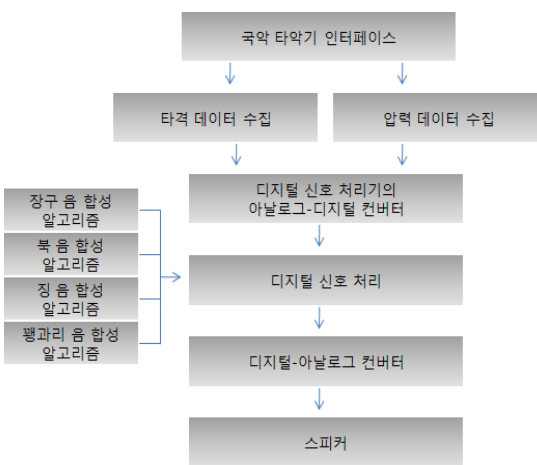 국악 타악기 인터페이스
타격 데이터 수집
압력 데이터 수집
디지털 신호 처리기의
아날로그-디지털 컨버터
장구 음 합성
알고리즘
북 음 합성
알고리즘
징 음 합성
알고리즘
꽹과리 음 합성
알고리즘
디지털 신호 처리
디지털-아날로그 컨버터
스피커